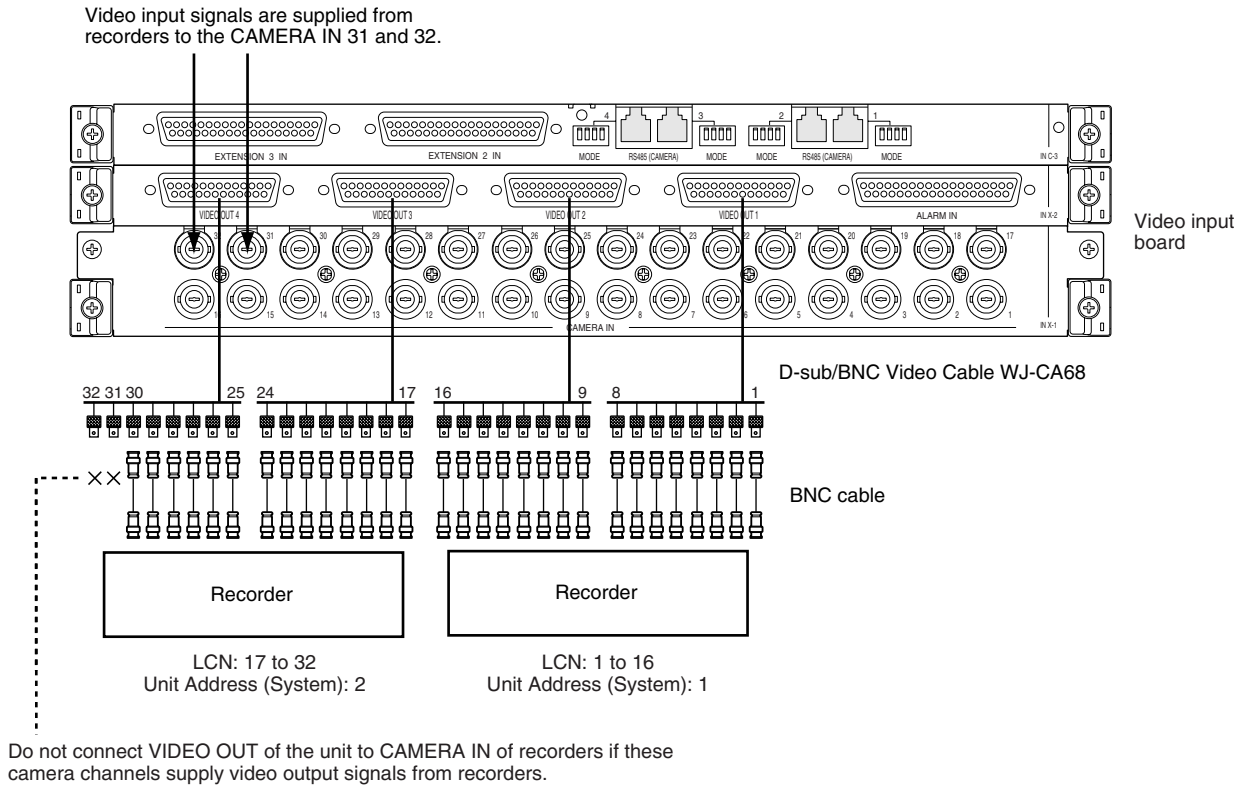 Video input signals are supplied from
recorders to the CAMERA IN 31 and 32.
4 3 2 1
EXTENSION 3 IN EXTENSION 2 IN MODE RS485 (CAMERA) MODE MODE RS485 (CAMERA) MODE IN C-3
VIDEO OUT 4 VIDEO OUT 3 VIDEO OUT 2 VIDEO OUT 1 ALARM IN IN X-2
Video input
board
31 30 29 28 27 26 25 24 23 22 21 20 19 18 17
16 15 14 13 12 11 10 9 8 7 6 5 4 3 2 1
CAMERA IN IN X-1
D-sub/BNC Video Cable WJ-CA68
32 31 30 25 24 17 16 9 8 1
BNC cable
Recorder Recorder
LCN: 17 to 32 LCN: 1 to 16
Unit Address (System): 2 Unit Address (System): 1
Do not connect VIDEO OUT of the unit to CAMERA IN of recorders if these
camera channels supply video output signals from recorders.